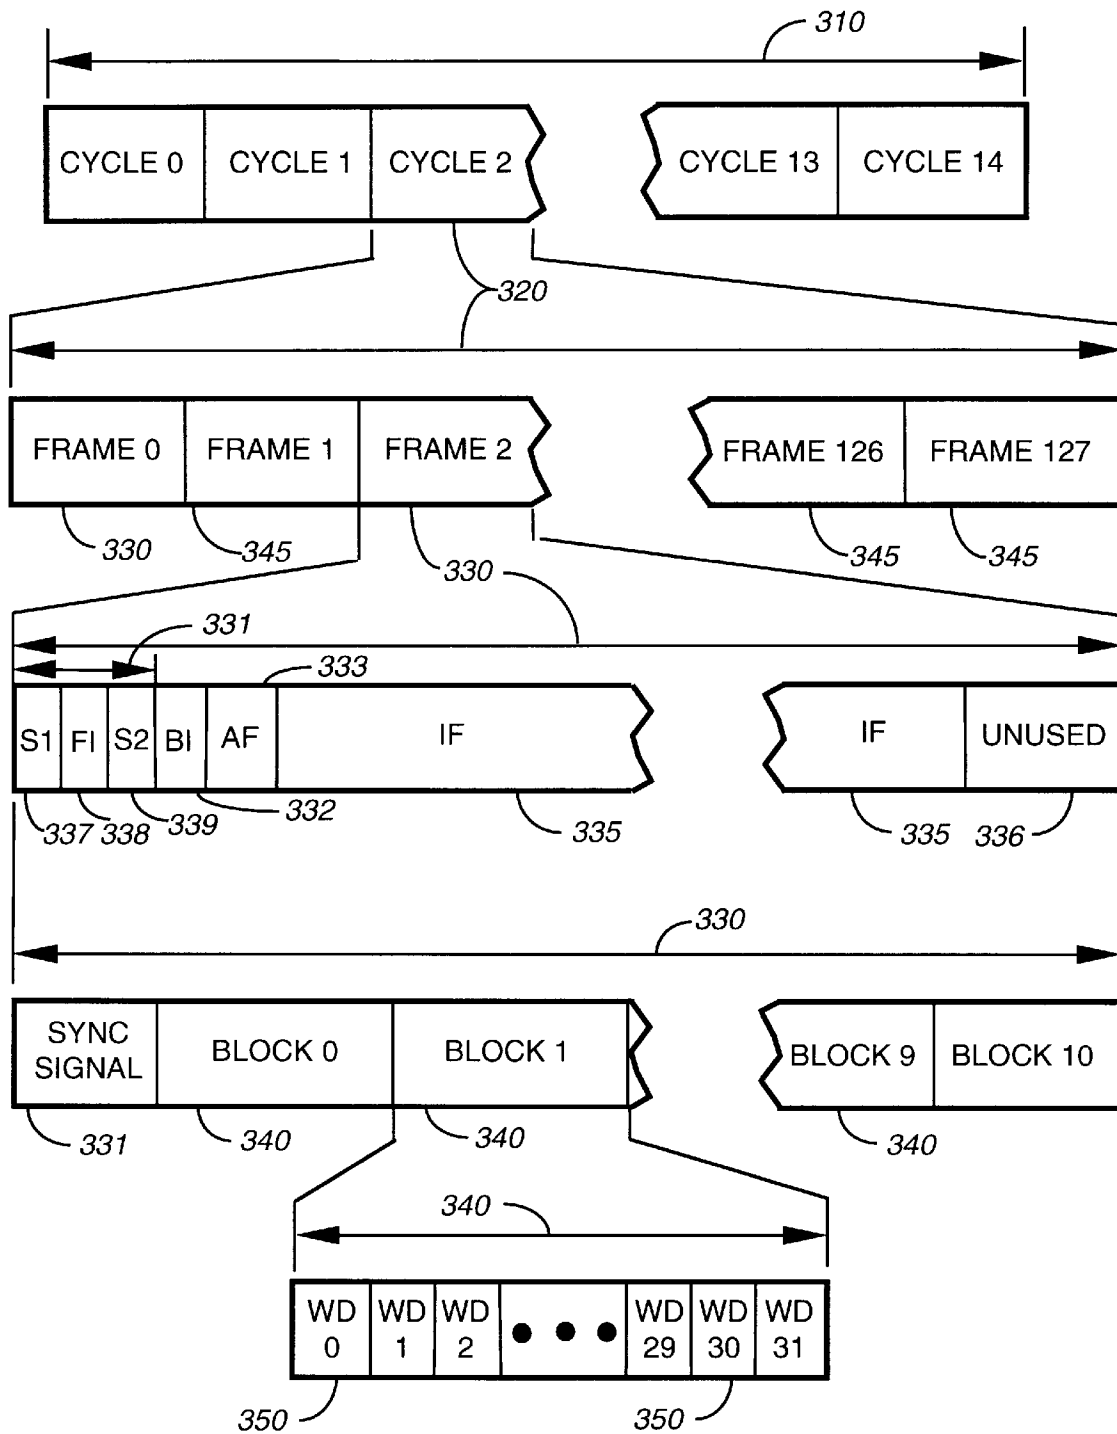 310
CYCLE 0 CYCLE 1 CYCLE 2 CYCLE 13 CYCLE 14
320
FRAME 0 FRAME 1 FRAME 2 FRAME 126 FRAME 127
330 345 330 345 345
331 333
S1 FI S2 BI AF IF IF UNUSED
337 338 339 332 335 335 336
330
SYNC
SIGNAL BLOCK 0 BLOCK 1 BLOCK 9 BLOCK 10
331 340 340 340
340
WD WD WD WD WD WD
0 1 2 29 30 31
350 350